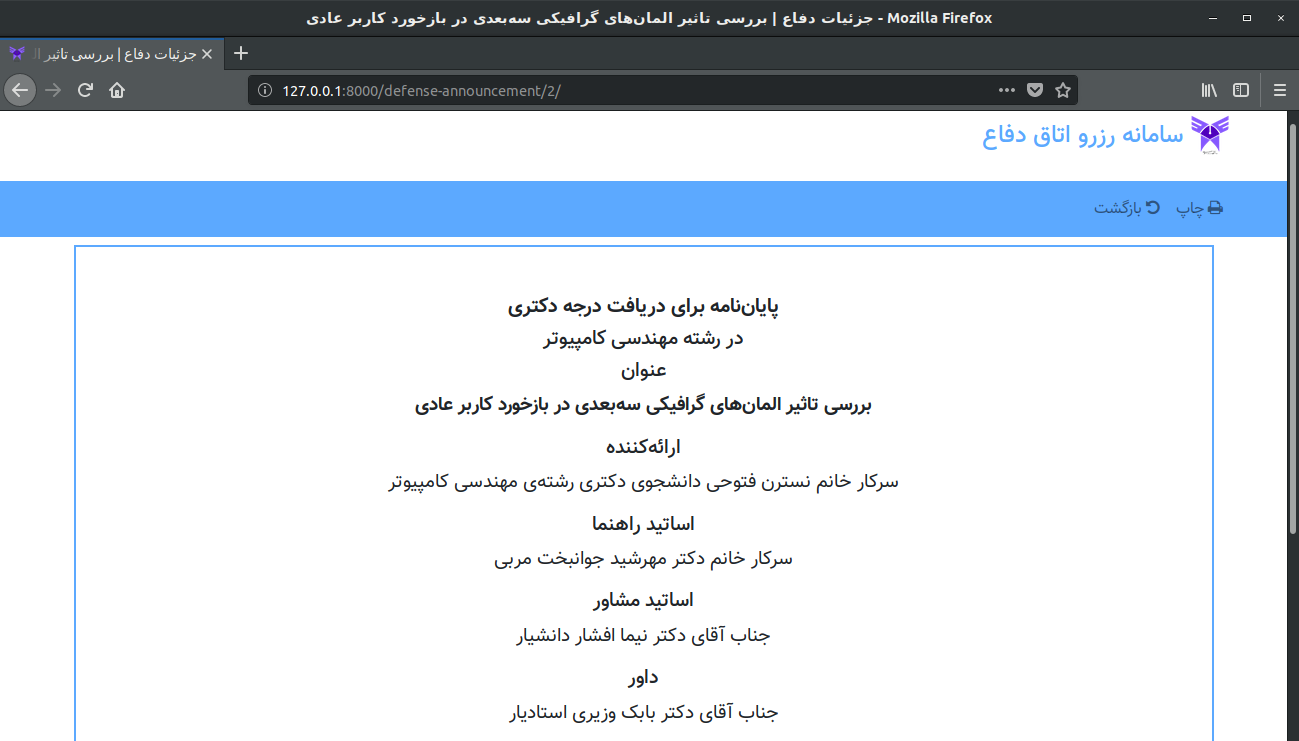 جزئیات دفاع | بررسی تاثیر المان‌های گرافیکی سه‌بعدی در بازخورد کاربر عادی - Mozilla Firefox
جزئیات دفاع | بررسی تاثیر ال
127.0.0.1:8000/defense-announcement/2/
سامانه رزرو اتاق دفاع
چاپ بازگشت
پایان‌نامه برای دریافت درجه دکتری
در رشته مهندسی کامپیوتر
عنوان
بررسی تاثیر المان‌های گرافیکی سه‌بعدی در بازخورد کاربر عادی
ارائه‌کننده
سرکار خانم نسترن فتوحی دانشجوی دکتری رشته‌ی مهندسی کامپیوتر
اساتید راهنما
سرکار خانم دکتر مهرشید جوانبخت مربی
اساتید مشاور
جناب آقای دکتر نیما افشار دانشیار
داور
جناب آقای دکتر بابک وزیری استادیار